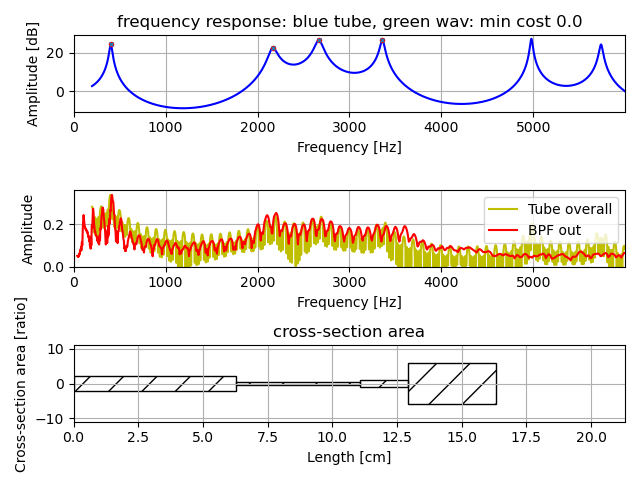 frequency response: blue tube, green wav: min cost 0.0
Amplitude [dB]
20
0
0 1000 2000 3000 4000 5000
Frequency [Hz]
Amplitude
0.2
0.0
Tube overall
BPF out
0 1000 2000 3000 4000 5000
Frequency [Hz]
cross-section area
Cross-section area [ratio]
10
0
−10
0.0 2.5 5.0 7.5 10.0 12.5 15.0 17.5 20.0
Length [cm]